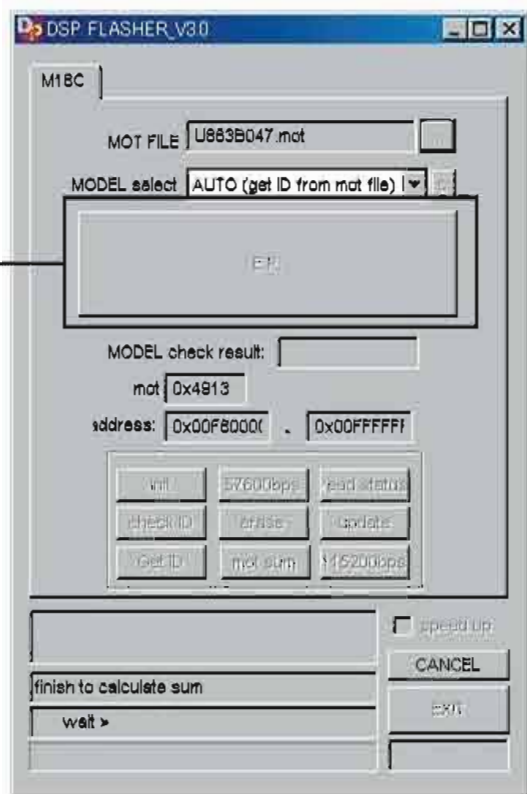 DSP FLASHER_V3.0
M16C
MOT FILE U863B047.mot ...
MODEL select AUTO (get ID from mot file)
MODEL check result:
mot 0x4913
address: 0x00F80000 - 0x00FFFFFF
init 57600bps read status
check ID erase update
Get ID mot sum 115200bps
speed up
CANCEL
finish to calculate sum
EXIT
wait >